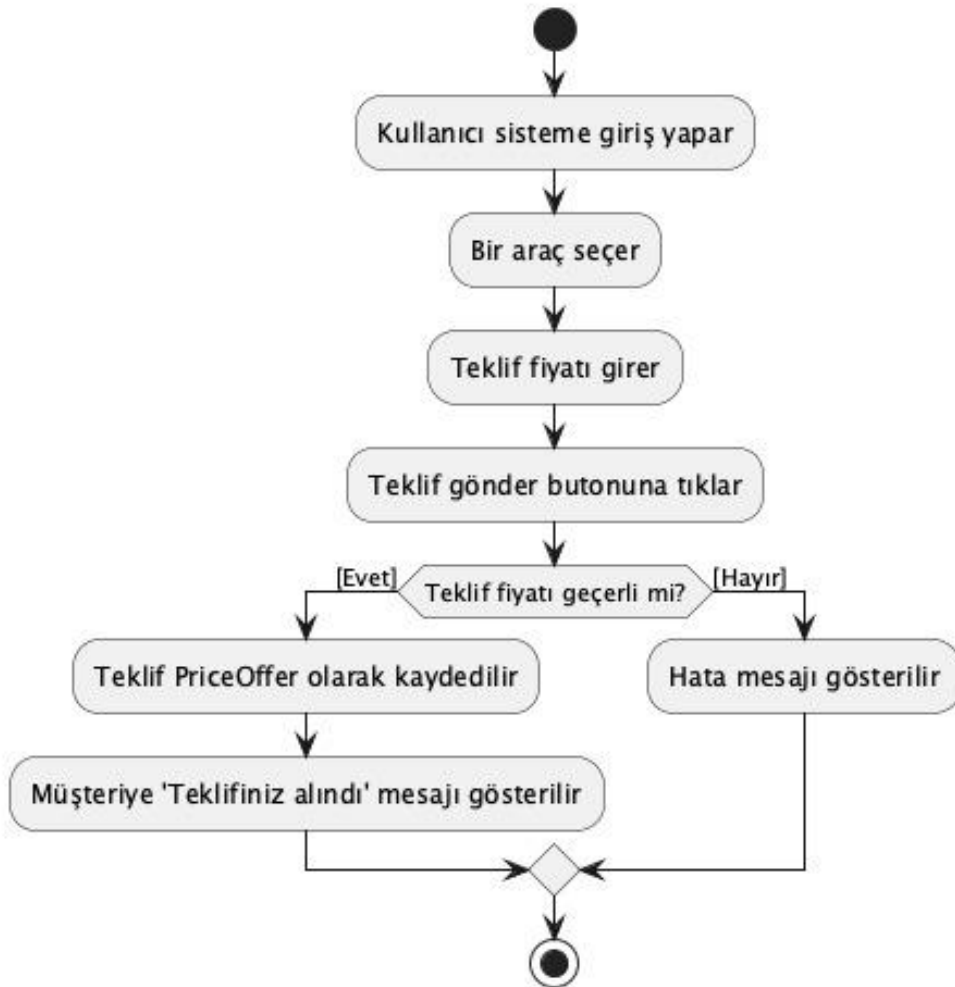 Kullanıcı sisteme giriş yapar
Bir araç seçer
Teklif fiyatı girer
Teklif gönder butonuna tıklar
[Evet]
Teklif fiyatı geçerli mi?
[Hayır]
Teklif PriceOffer olarak kaydedilir
Hata mesajı gösterilir
Müşteriye 'Teklifiniz alındı' mesajı gösterilir